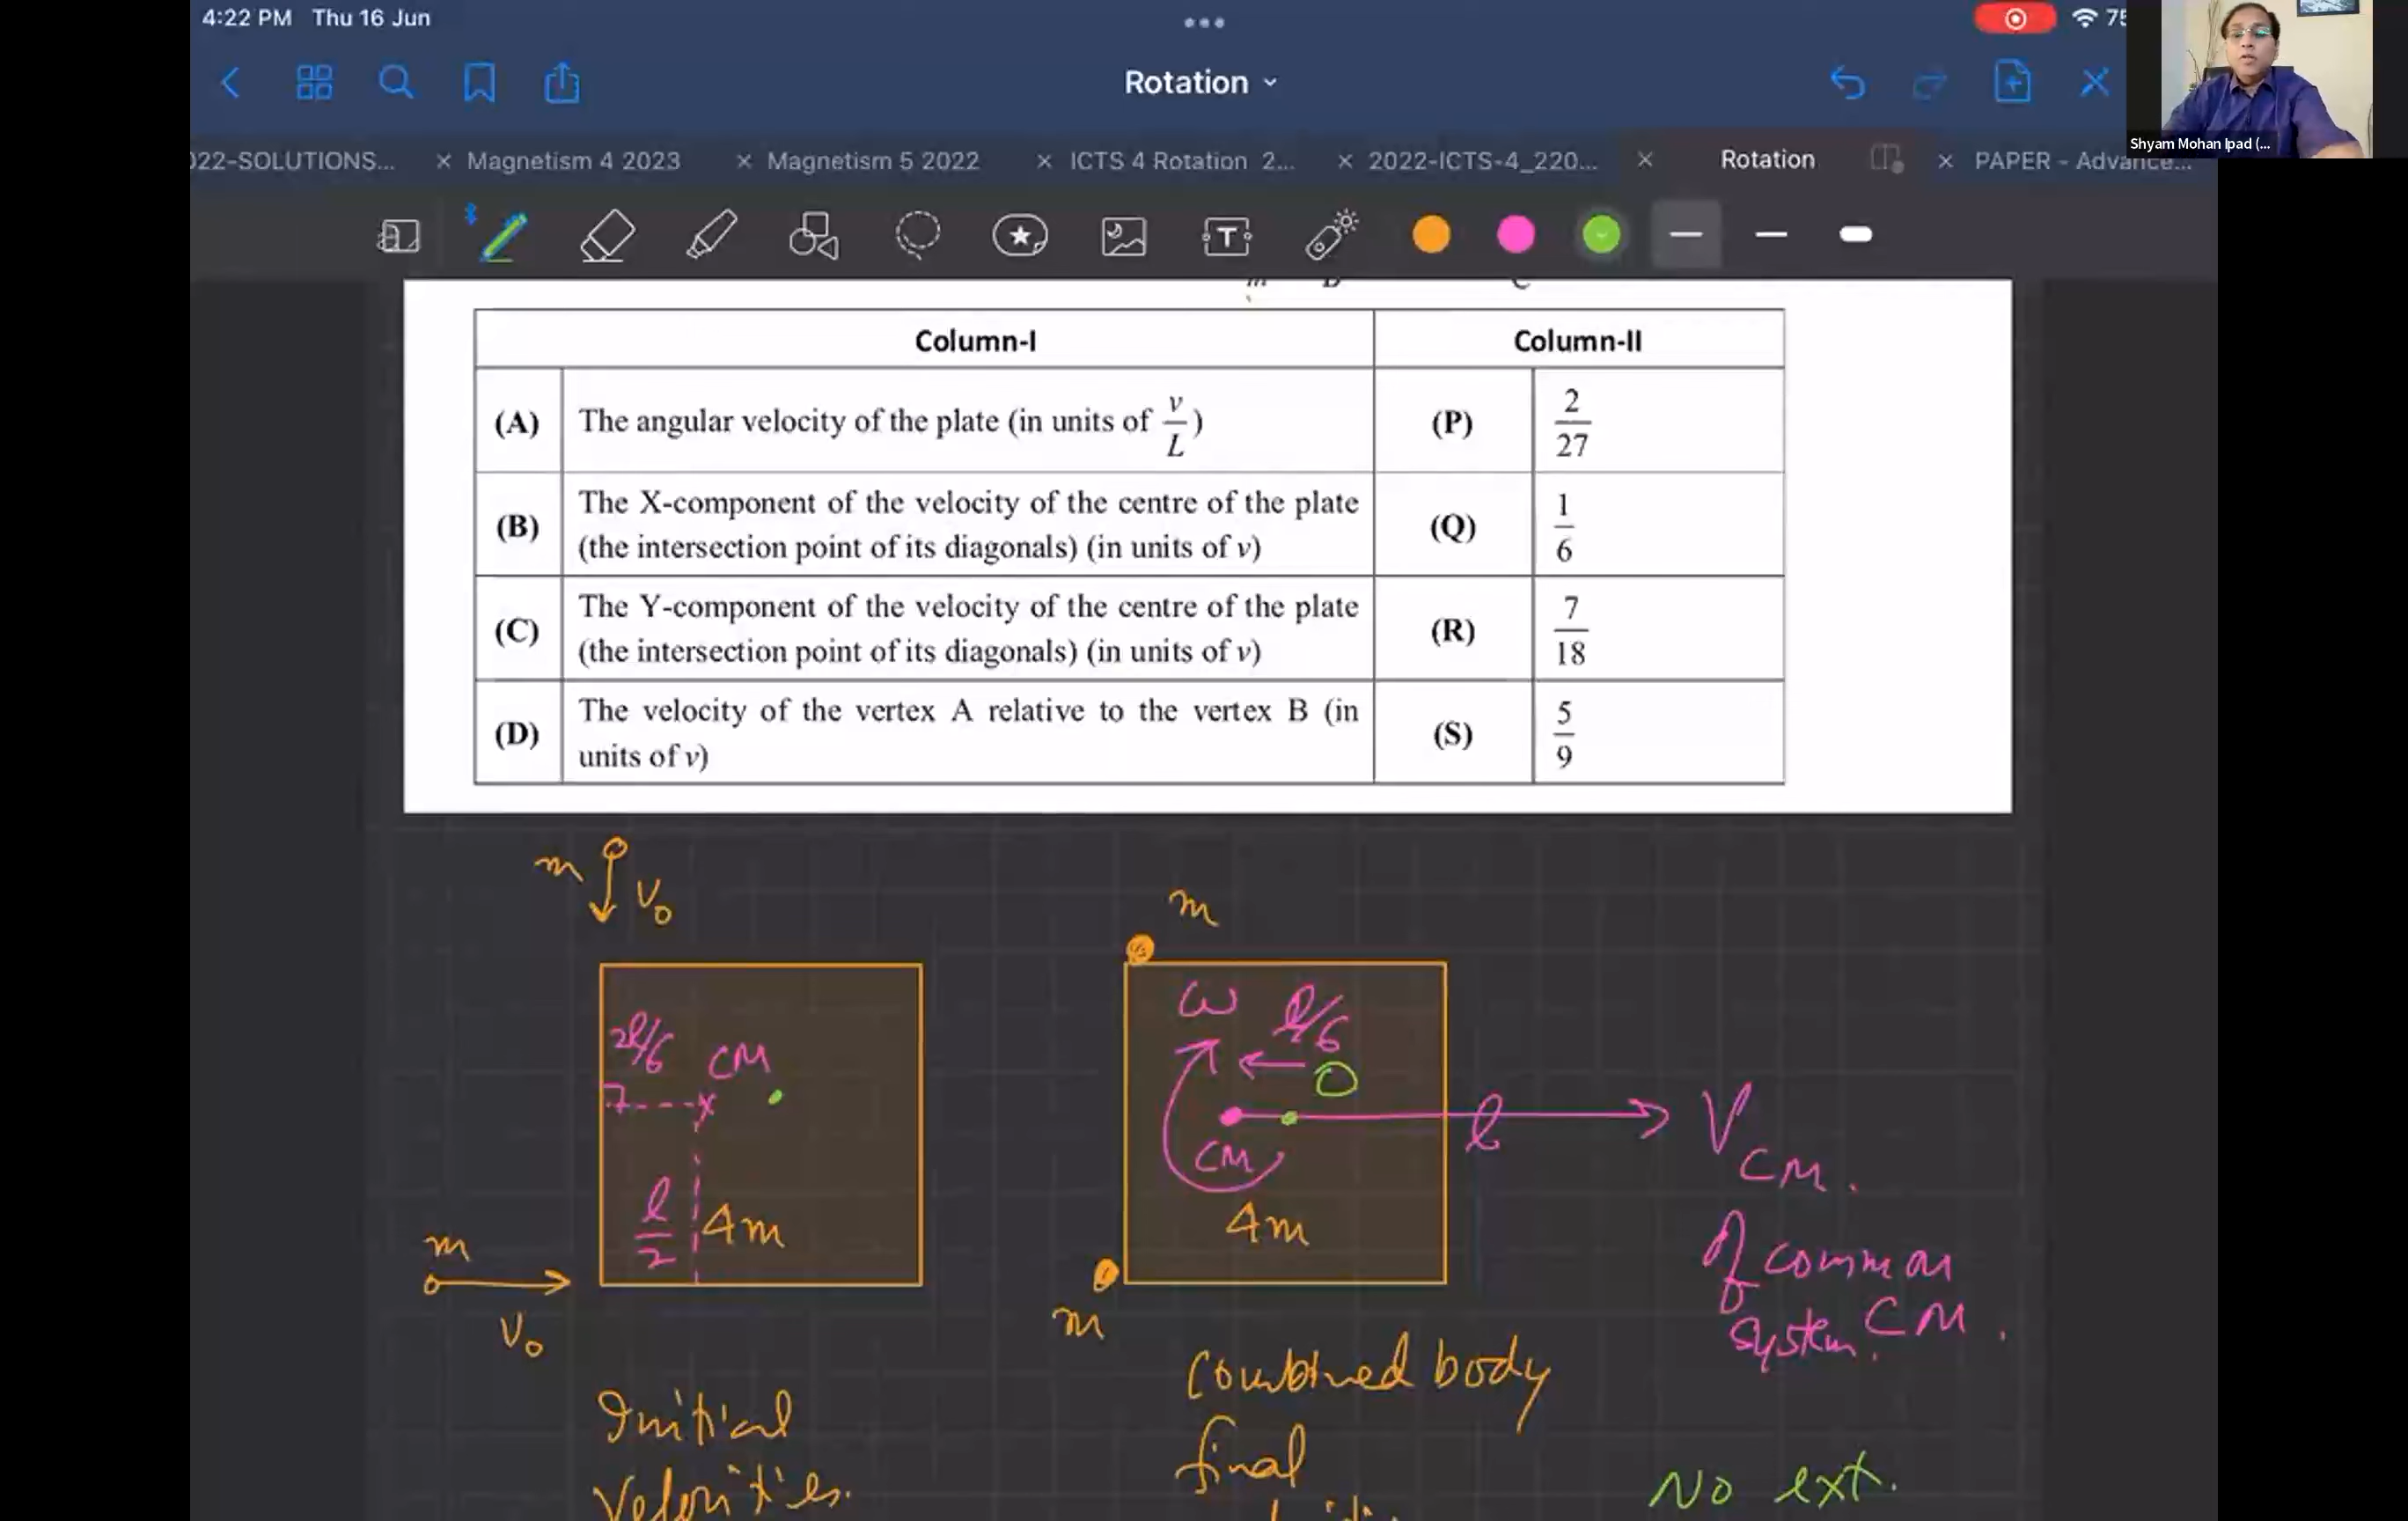 4:22 PM Thu 16 Jun
Rotation
022-SOLUTIONS... Magnetism 4 2023 Magnetism 5 2022 ICTS 4 Rotation 2... 2022-ICTS-4_220... Rotation PAPER - Advance...
Shyam Mohan Ipad (...
m B C
Column-I Column-II
(A) The angular velocity of the plate (in units of v/L) (P) 2/27
(B) The X-component of the velocity of the centre of the plate
(the intersection point of its diagonals) (in units of v) (Q) 1/6
(C) The Y-component of the velocity of the centre of the plate
(the intersection point of its diagonals) (in units of v) (R) 7/18
(D) The velocity of the vertex A relative to the vertex B (in
units of v) (S) 5/9
m V₀
m
2l/6 CM
ω l/6
O
l V CM.
CM
l/2 4m
4m
m
V₀
m
of common
system CM.
Initial
velocities.
Combined body
final
No ext.